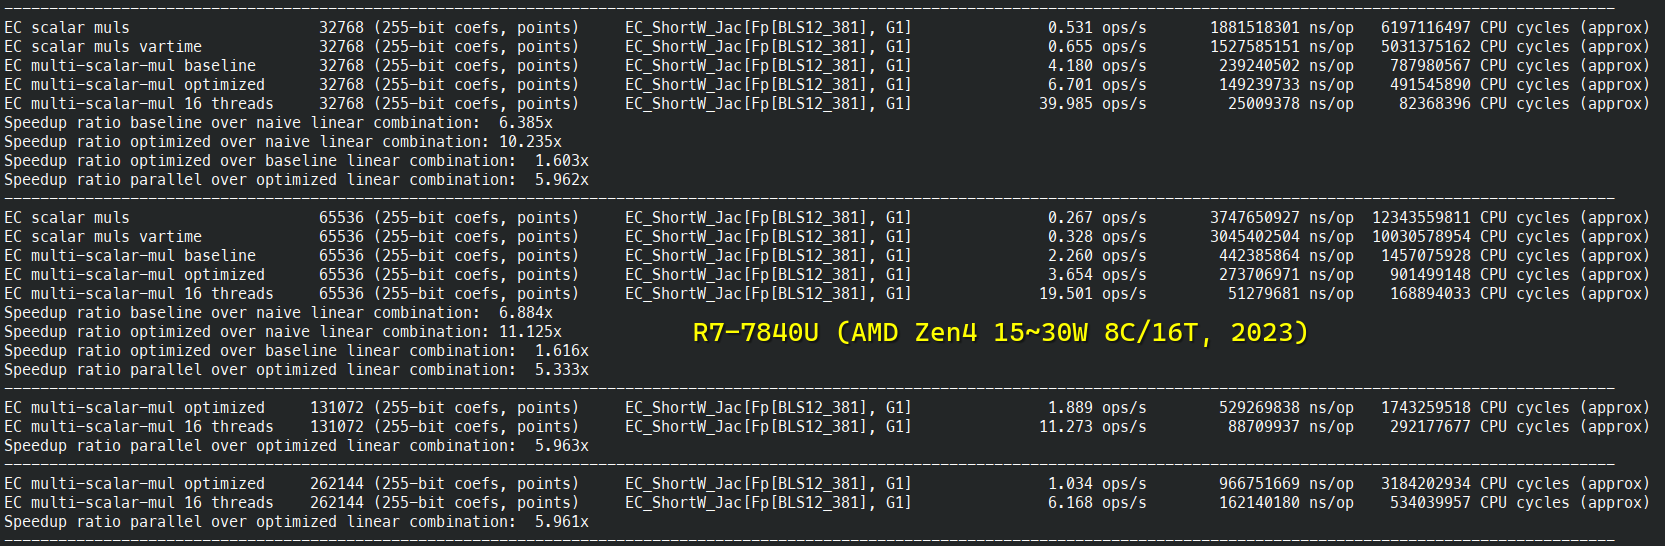 EC scalar muls 32768 (255-bit coefs, points) EC_ShortW_Jac[Fp[BLS12_381], G1] 0.531 ops/s 1881518301 ns/op 6197116497 CPU cycles (approx)
EC scalar muls vartime 32768 (255-bit coefs, points) EC_ShortW_Jac[Fp[BLS12_381], G1] 0.655 ops/s 1527585151 ns/op 5031375162 CPU cycles (approx)
EC multi-scalar-mul baseline 32768 (255-bit coefs, points) EC_ShortW_Jac[Fp[BLS12_381], G1] 4.180 ops/s 239240502 ns/op 787980567 CPU cycles (approx)
EC multi-scalar-mul optimized 32768 (255-bit coefs, points) EC_ShortW_Jac[Fp[BLS12_381], G1] 6.701 ops/s 149239733 ns/op 491545890 CPU cycles (approx)
EC multi-scalar-mul 16 threads 32768 (255-bit coefs, points) EC_ShortW_Jac[Fp[BLS12_381], G1] 39.985 ops/s 25009378 ns/op 82368396 CPU cycles (approx)
Speedup ratio baseline over naive linear combination: 6.385x
Speedup ratio optimized over naive linear combination: 10.235x
Speedup ratio optimized over baseline linear combination: 1.603x
Speedup ratio parallel over optimized linear combination: 5.962x
EC scalar muls 65536 (255-bit coefs, points) EC_ShortW_Jac[Fp[BLS12_381], G1] 0.267 ops/s 3747650927 ns/op 12343559811 CPU cycles (approx)
EC scalar muls vartime 65536 (255-bit coefs, points) EC_ShortW_Jac[Fp[BLS12_381], G1] 0.328 ops/s 3045402504 ns/op 10030578954 CPU cycles (approx)
EC multi-scalar-mul baseline 65536 (255-bit coefs, points) EC_ShortW_Jac[Fp[BLS12_381], G1] 2.260 ops/s 442385864 ns/op 1457075928 CPU cycles (approx)
EC multi-scalar-mul optimized 65536 (255-bit coefs, points) EC_ShortW_Jac[Fp[BLS12_381], G1] 3.654 ops/s 273706971 ns/op 901499148 CPU cycles (approx)
EC multi-scalar-mul 16 threads 65536 (255-bit coefs, points) EC_ShortW_Jac[Fp[BLS12_381], G1] 19.501 ops/s 51279681 ns/op 168894033 CPU cycles (approx)
Speedup ratio baseline over naive linear combination: 6.884x
Speedup ratio optimized over naive linear combination: 11.125x
R7-7840U (AMD Zen4 15~30W 8C/16T, 2023)
Speedup ratio optimized over baseline linear combination: 1.616x
Speedup ratio parallel over optimized linear combination: 5.333x
EC multi-scalar-mul optimized 131072 (255-bit coefs, points) EC_ShortW_Jac[Fp[BLS12_381], G1] 1.889 ops/s 529269838 ns/op 1743259518 CPU cycles (approx)
EC multi-scalar-mul 16 threads 131072 (255-bit coefs, points) EC_ShortW_Jac[Fp[BLS12_381], G1] 11.273 ops/s 88709937 ns/op 292177677 CPU cycles (approx)
Speedup ratio parallel over optimized linear combination: 5.963x
EC multi-scalar-mul optimized 262144 (255-bit coefs, points) EC_ShortW_Jac[Fp[BLS12_381], G1] 1.034 ops/s 966751669 ns/op 3184202934 CPU cycles (approx)
EC multi-scalar-mul 16 threads 262144 (255-bit coefs, points) EC_ShortW_Jac[Fp[BLS12_381], G1] 6.168 ops/s 162140180 ns/op 534039957 CPU cycles (approx)
Speedup ratio parallel over optimized linear combination: 5.961x